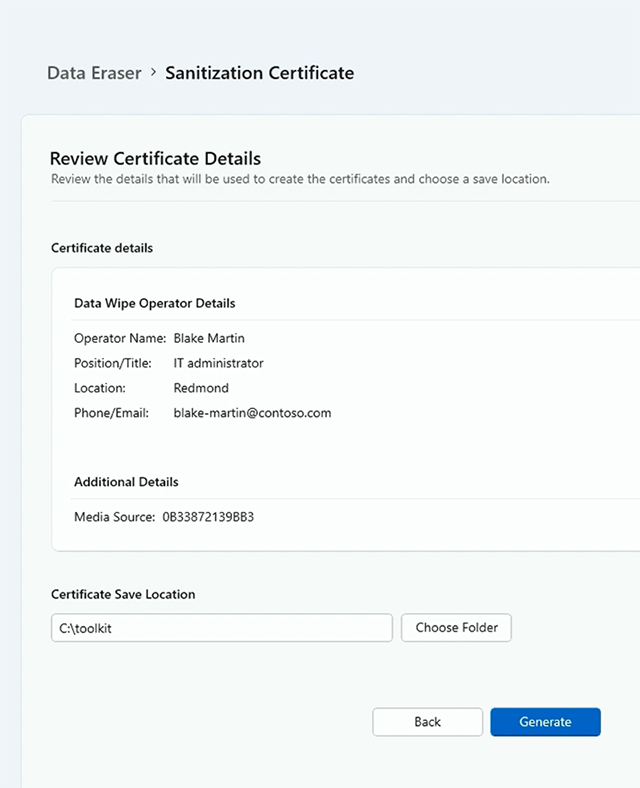 Data Eraser > Sanitization Certificate
Review Certificate Details
Review the details that will be used to create the certificates and choose a save location.
Certificate details
Data Wipe Operator Details
Operator Name: Blake Martin
Position/Title: IT administrator
Location: Redmond
Phone/Email: blake-martin@contoso.com
Additional Details
Media Source: 0B33872139BB3
Certificate Save Location
C:\toolkit Choose Folder
Back Generate